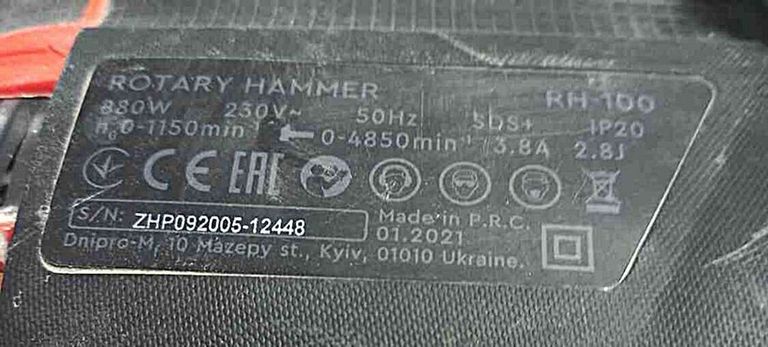 ROTARY HAMMER RH-100
880W 230V~ 50Hz SDS+ IP20
n₀ 0-1150min 0-4850min⁻¹ 3.8A 2.8J
CE EAC
S/N: ZHP092005-12448
Made in P.R.C.
01.2021
Dnipro-M, 10 Mazepy st., Kyiv, 01010 Ukraine.